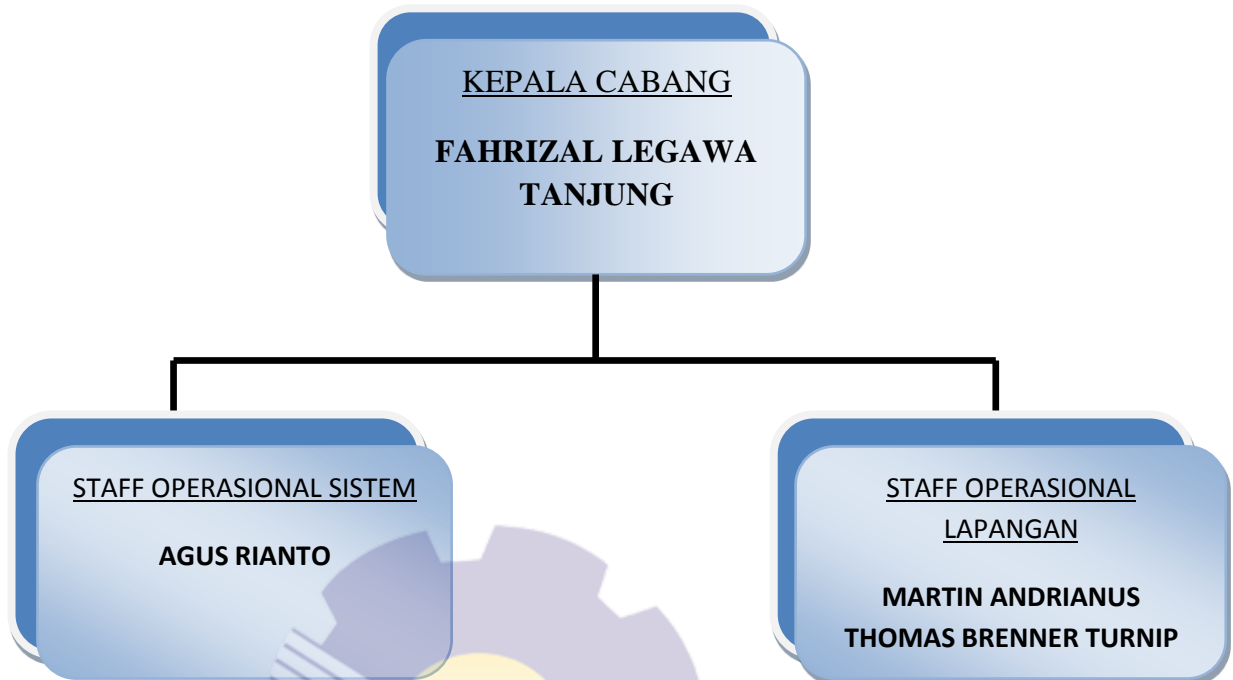 KEPALA CABANG
FAHRIZAL LEGAWA
TANJUNG
STAFF OPERASIONAL SISTEM
AGUS RIANTO
STAFF OPERASIONAL
LAPANGAN
MARTIN ANDRIANUS
THOMAS BRENNER TURNIP